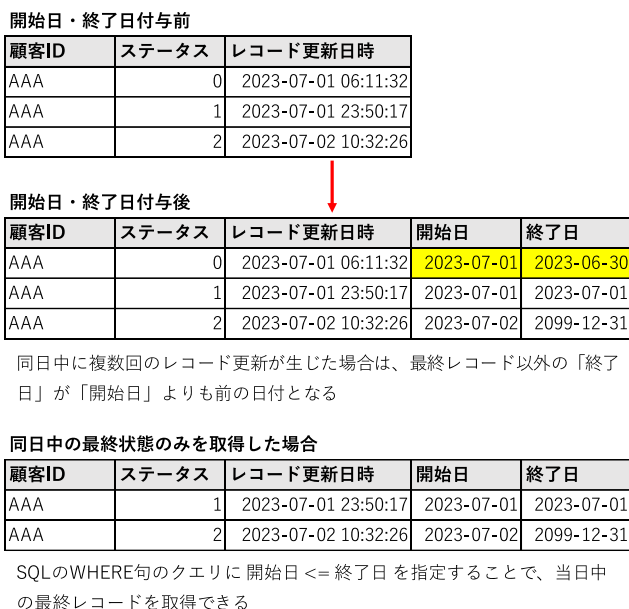 開始日・終了日付与前
顧客ID ステータス レコード更新日時
AAA 0 2023-07-01 06:11:32
AAA 1 2023-07-01 23:50:17
AAA 2 2023-07-02 10:32:26
開始日・終了日付与後
顧客ID ステータス レコード更新日時 開始日 終了日
AAA 0 2023-07-01 06:11:32 2023-07-01 2023-06-30
AAA 1 2023-07-01 23:50:17 2023-07-01 2023-07-01
AAA 2 2023-07-02 10:32:26 2023-07-02 2099-12-31
同日中に複数回のレコード更新が生じた場合は、最終レコード以外の「終了
日」が「開始日」よりも前の日付となる
同日中の最終状態のみを取得した場合
顧客ID ステータス レコード更新日時 開始日 終了日
AAA 1 2023-07-01 23:50:17 2023-07-01 2023-07-01
AAA 2 2023-07-02 10:32:26 2023-07-02 2099-12-31
SQLのWHERE句のクエリに 開始日 <= 終了日 を指定することで、当日中
の最終レコードを取得できる